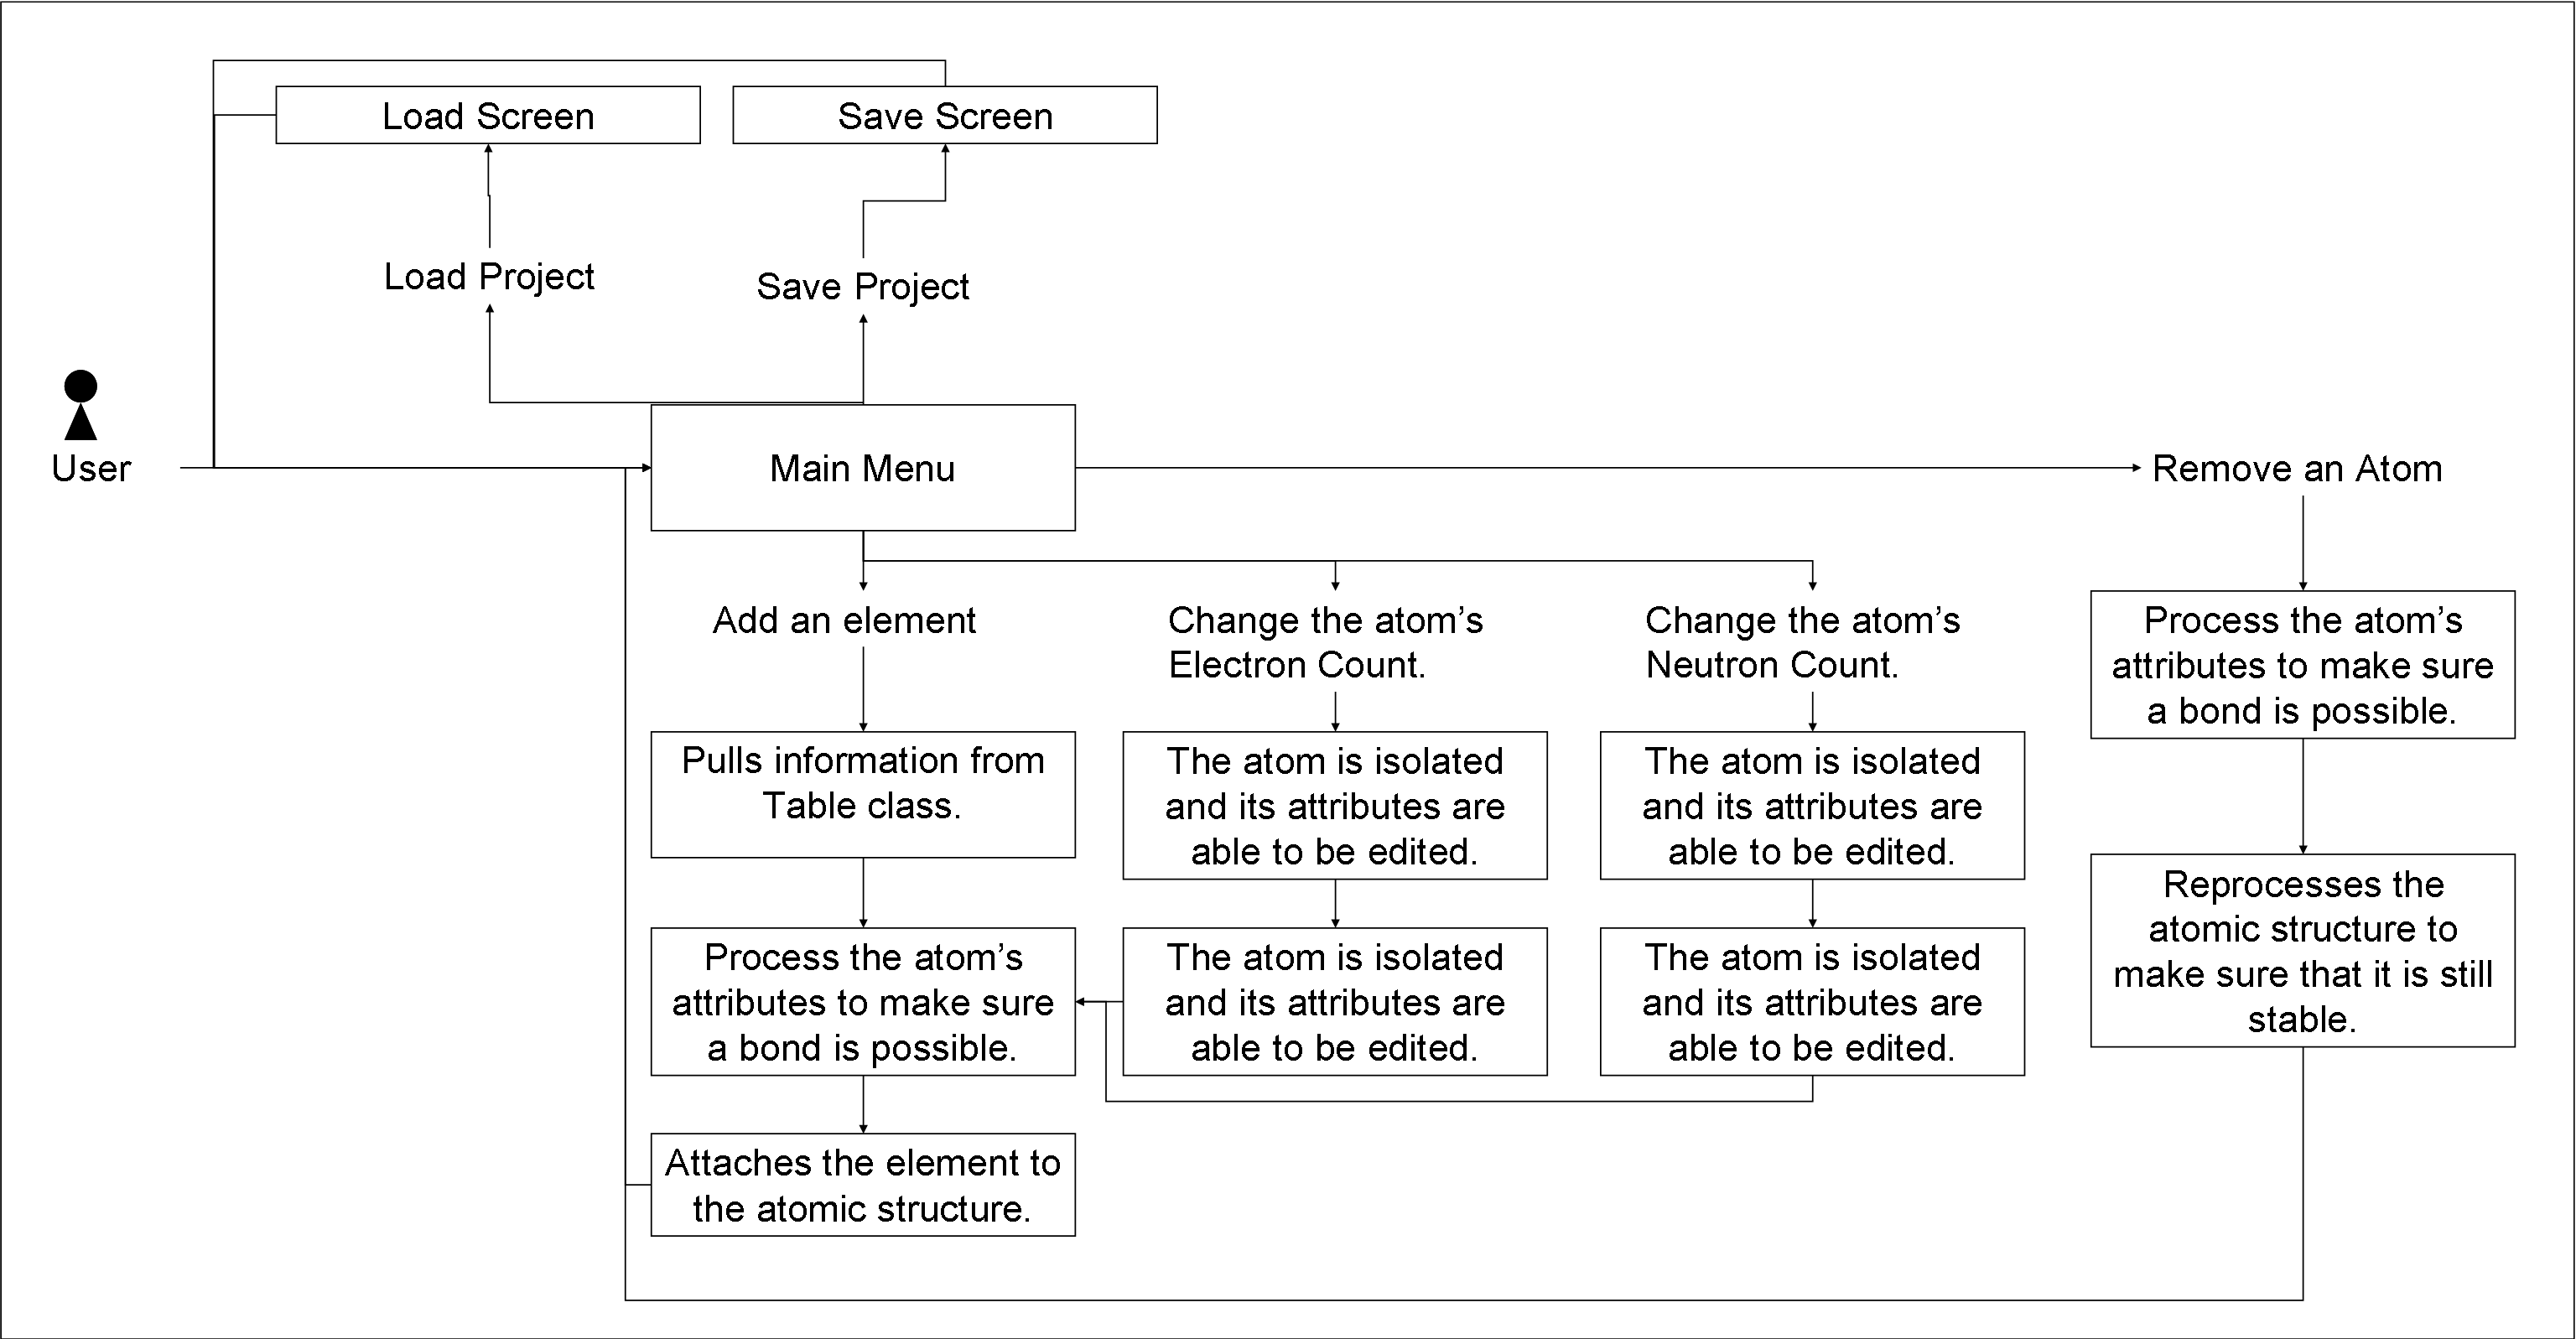 Load Screen
Save Screen
Load Project
Save Project
User
Main Menu
Remove an Atom
Add an element
Change the atom’s
Electron Count.
Change the atom’s
Neutron Count.
Process the atom’s
attributes to make sure
a bond is possible.
Pulls information from
Table class.
The atom is isolated
and its attributes are
able to be edited.
The atom is isolated
and its attributes are
able to be edited.
Reprocesses the
atomic structure to
make sure that it is still
stable.
Process the atom’s
attributes to make sure
a bond is possible.
The atom is isolated
and its attributes are
able to be edited.
The atom is isolated
and its attributes are
able to be edited.
Attaches the element to
the atomic structure.